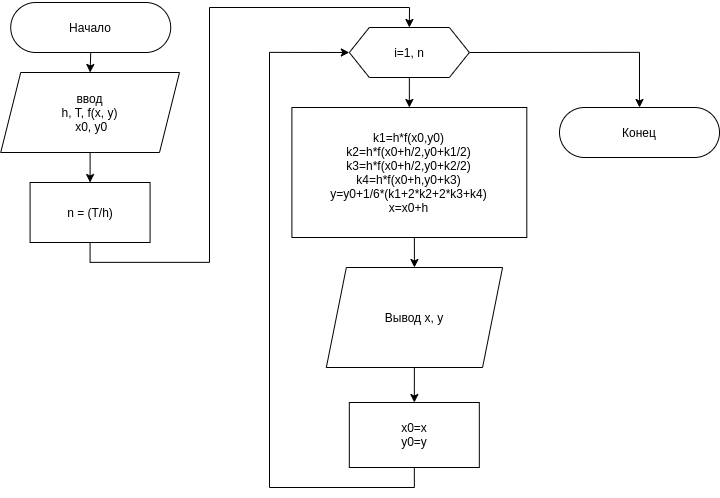 Начало
ввод
h, T, f(x, y)
x0, y0
n = (T/h)
i=1, n
k1=h*f(x0,y0)
k2=h*f(x0+h/2,y0+k1/2)
k3=h*f(x0+h/2,y0+k2/2)
k4=h*f(x0+h,y0+k3)
y=y0+1/6*(k1+2*k2+2*k3+k4)
x=x0+h
Вывод x, y
x0=x
y0=y
Конец